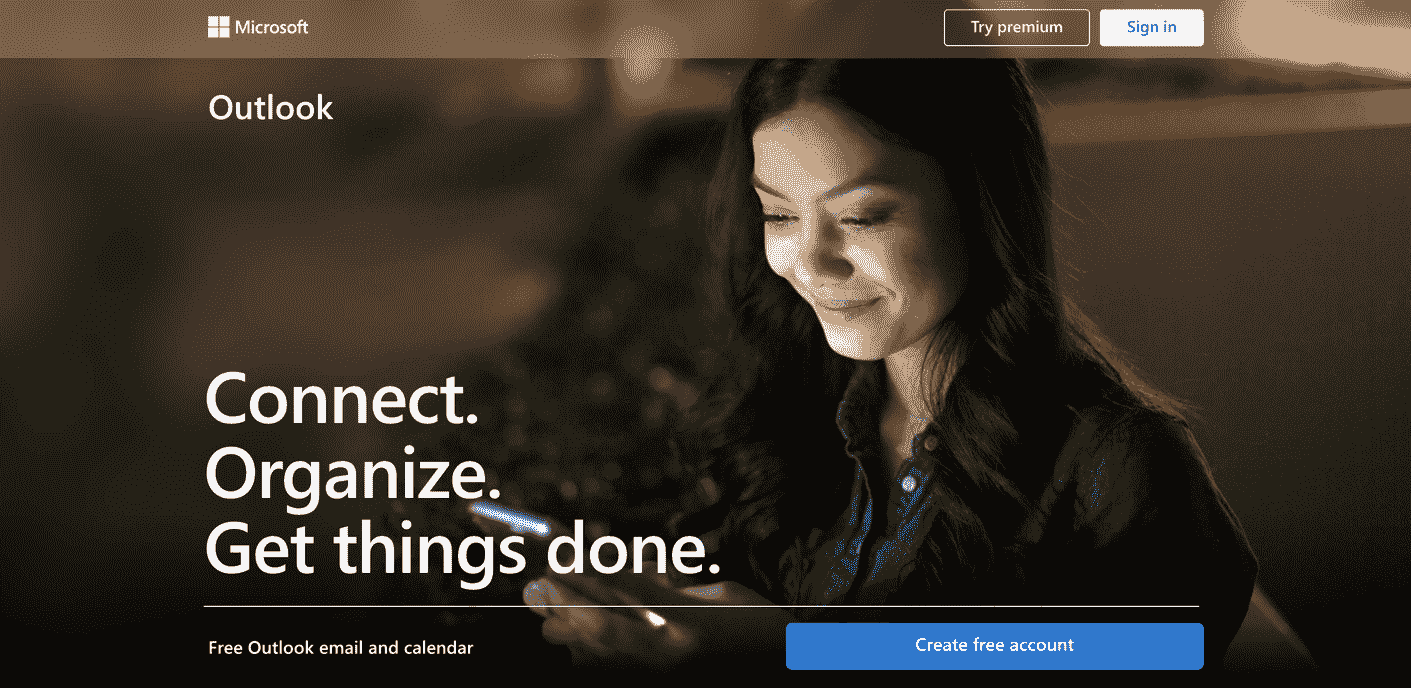 Microsoft
Try premium
Sign in
Outlook
Connect.
Organize.
Get things done.
Free Outlook email and calendar
Create free account